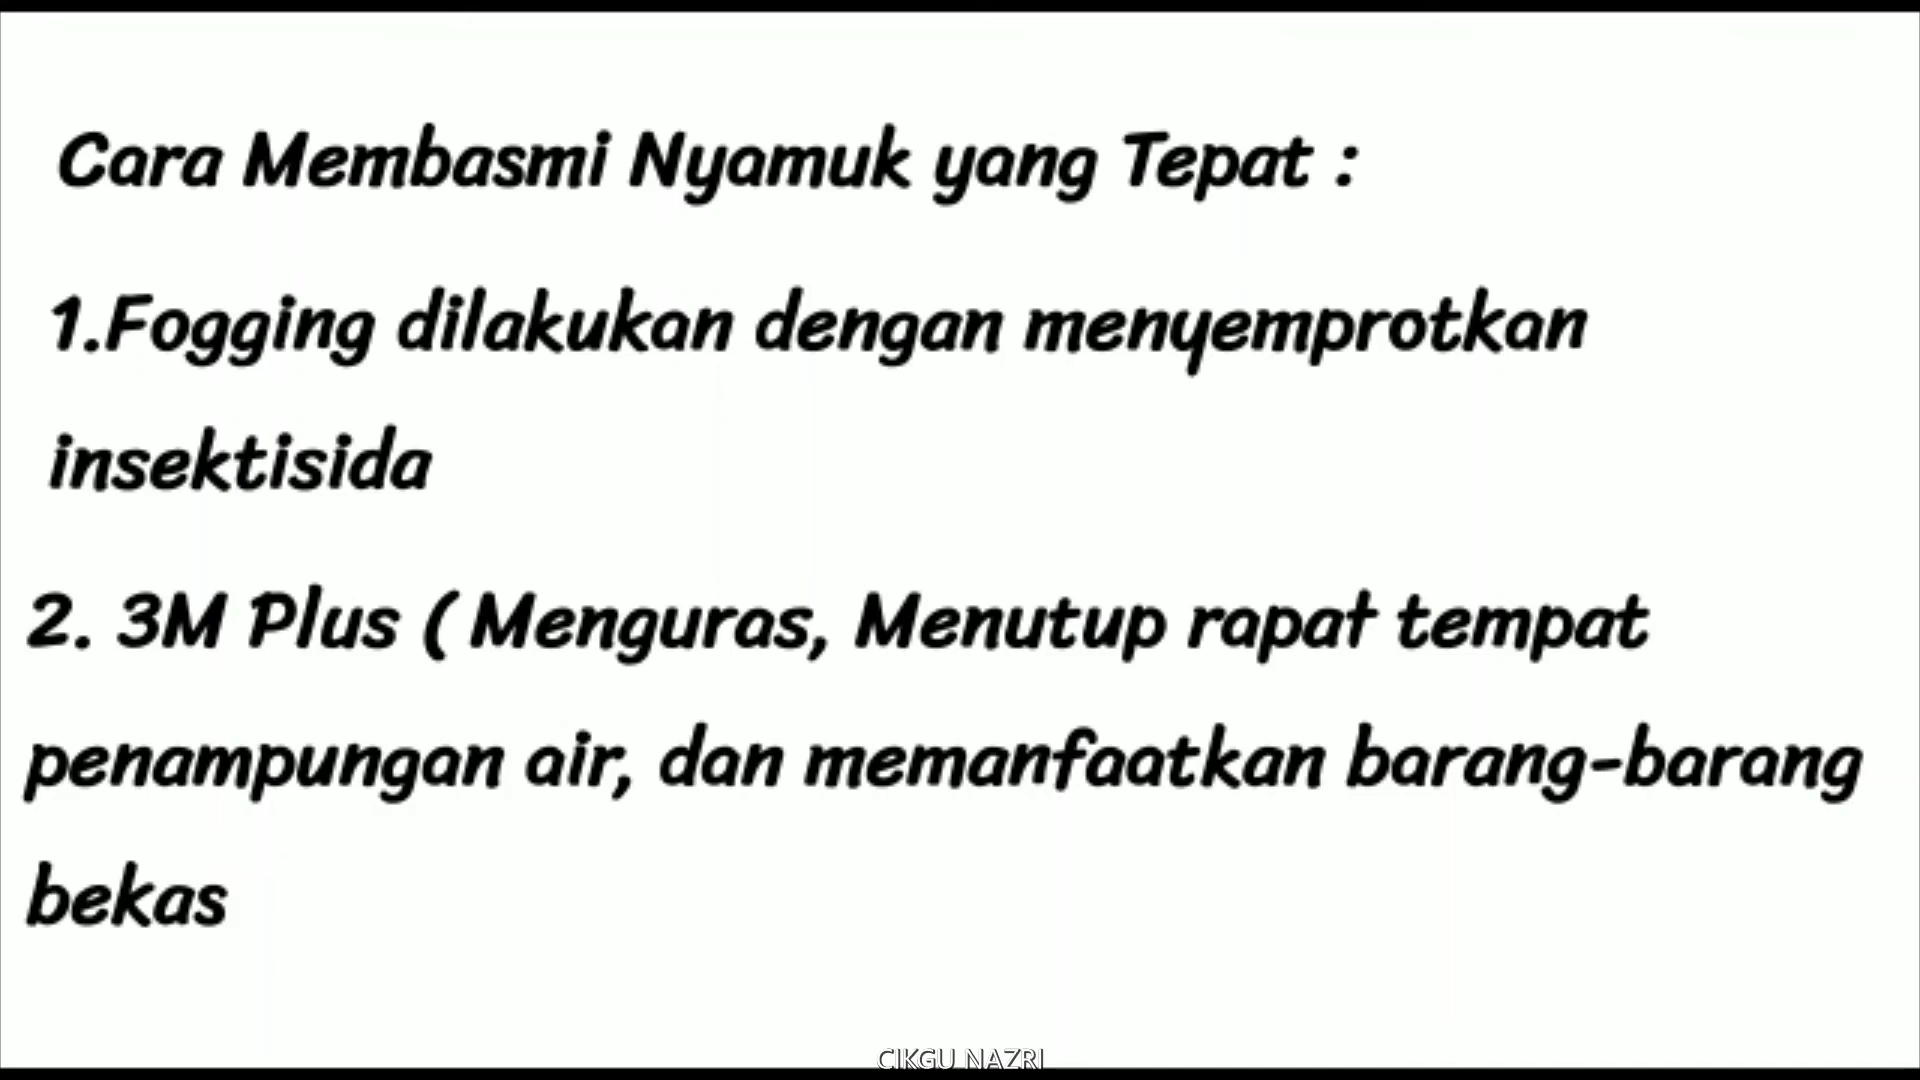 Cara Membasmi Nyamuk yang Tepat :
1.Fogging dilakukan dengan menyemprotkan
insektisida
2. 3M Plus ( Menguras, Menutup rapat tempat
penampungan air, dan memanfaatkan barang-barang
bekas
CIKGU NAZRI